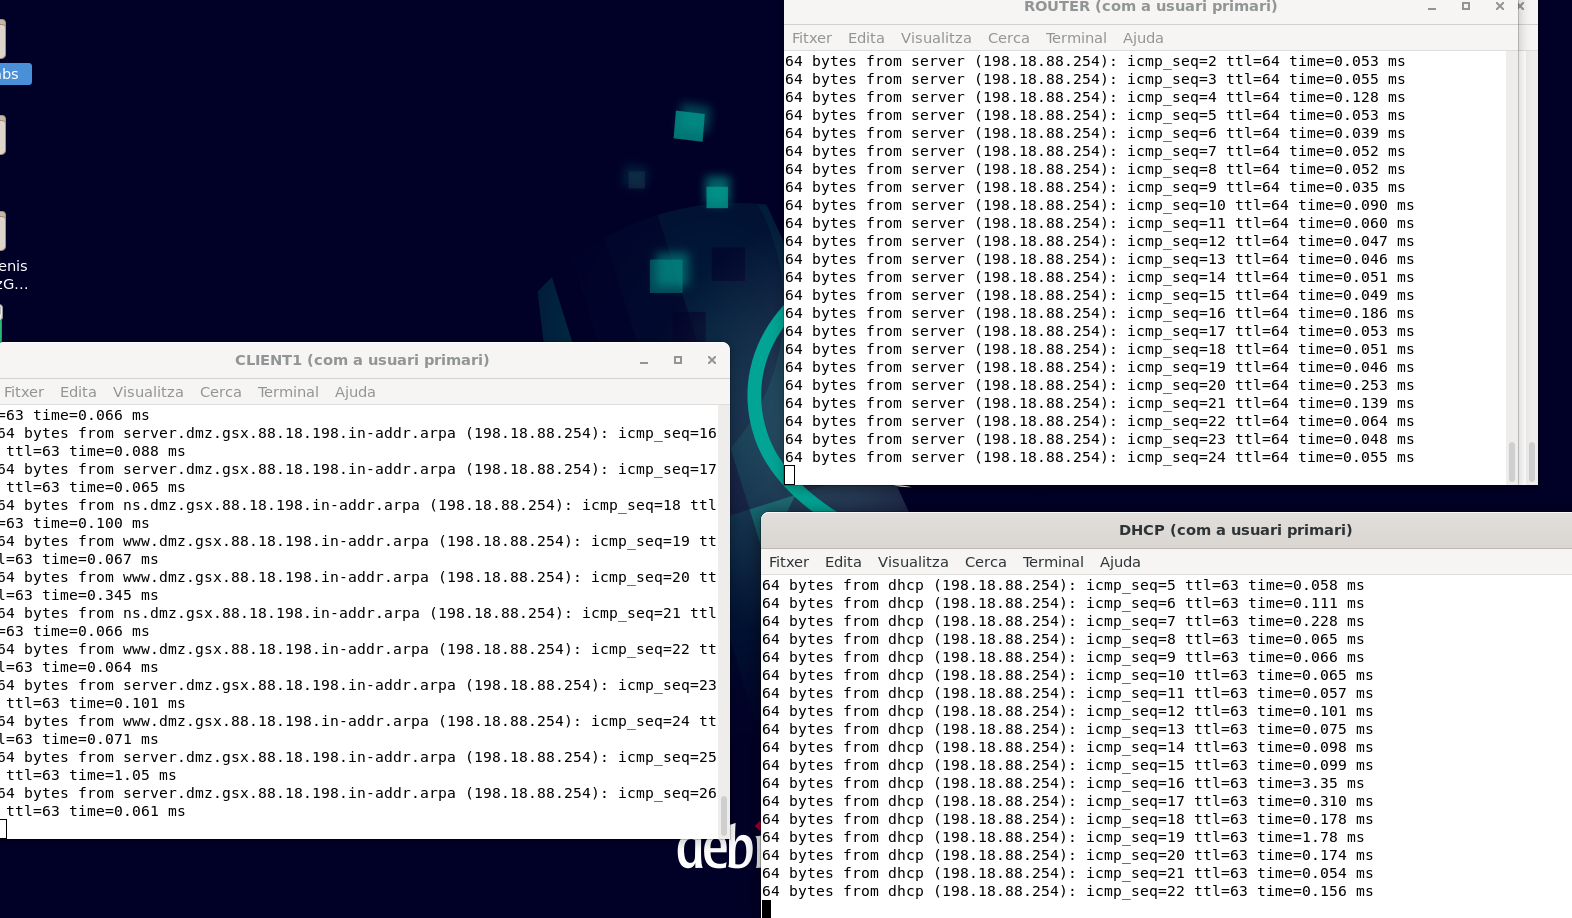 abs
enis
zG...
ROUTER (com a usuari primari)
Fitxer Edita Visualitza Cerca Terminal Ajuda
64 bytes from server (198.18.88.254): icmp_seq=2 ttl=64 time=0.053 ms
64 bytes from server (198.18.88.254): icmp_seq=3 ttl=64 time=0.055 ms
64 bytes from server (198.18.88.254): icmp_seq=4 ttl=64 time=0.128 ms
64 bytes from server (198.18.88.254): icmp_seq=5 ttl=64 time=0.053 ms
64 bytes from server (198.18.88.254): icmp_seq=6 ttl=64 time=0.039 ms
64 bytes from server (198.18.88.254): icmp_seq=7 ttl=64 time=0.052 ms
64 bytes from server (198.18.88.254): icmp_seq=8 ttl=64 time=0.052 ms
64 bytes from server (198.18.88.254): icmp_seq=9 ttl=64 time=0.035 ms
64 bytes from server (198.18.88.254): icmp_seq=10 ttl=64 time=0.090 ms
64 bytes from server (198.18.88.254): icmp_seq=11 ttl=64 time=0.060 ms
64 bytes from server (198.18.88.254): icmp_seq=12 ttl=64 time=0.047 ms
64 bytes from server (198.18.88.254): icmp_seq=13 ttl=64 time=0.046 ms
64 bytes from server (198.18.88.254): icmp_seq=14 ttl=64 time=0.051 ms
64 bytes from server (198.18.88.254): icmp_seq=15 ttl=64 time=0.049 ms
64 bytes from server (198.18.88.254): icmp_seq=16 ttl=64 time=0.186 ms
64 bytes from server (198.18.88.254): icmp_seq=17 ttl=64 time=0.053 ms
64 bytes from server (198.18.88.254): icmp_seq=18 ttl=64 time=0.051 ms
64 bytes from server (198.18.88.254): icmp_seq=19 ttl=64 time=0.046 ms
64 bytes from server (198.18.88.254): icmp_seq=20 ttl=64 time=0.253 ms
64 bytes from server (198.18.88.254): icmp_seq=21 ttl=64 time=0.139 ms
64 bytes from server (198.18.88.254): icmp_seq=22 ttl=64 time=0.064 ms
64 bytes from server (198.18.88.254): icmp_seq=23 ttl=64 time=0.048 ms
64 bytes from server (198.18.88.254): icmp_seq=24 ttl=64 time=0.055 ms
CLIENT1 (com a usuari primari)
Fitxer Edita Visualitza Cerca Terminal Ajuda
=63 time=0.066 ms
64 bytes from server.dmz.gsx.88.18.198.in-addr.arpa (198.18.88.254): icmp_seq=16
ttl=63 time=0.088 ms
64 bytes from server.dmz.gsx.88.18.198.in-addr.arpa (198.18.88.254): icmp_seq=17
ttl=63 time=0.065 ms
64 bytes from ns.dmz.gsx.88.18.198.in-addr.arpa (198.18.88.254): icmp_seq=18 ttl
=63 time=0.100 ms
64 bytes from www.dmz.gsx.88.18.198.in-addr.arpa (198.18.88.254): icmp_seq=19 tt
l=63 time=0.067 ms
64 bytes from www.dmz.gsx.88.18.198.in-addr.arpa (198.18.88.254): icmp_seq=20 tt
l=63 time=0.345 ms
64 bytes from ns.dmz.gsx.88.18.198.in-addr.arpa (198.18.88.254): icmp_seq=21 ttl
=63 time=0.066 ms
64 bytes from www.dmz.gsx.88.18.198.in-addr.arpa (198.18.88.254): icmp_seq=22 tt
l=63 time=0.064 ms
64 bytes from server.dmz.gsx.88.18.198.in-addr.arpa (198.18.88.254): icmp_seq=23
ttl=63 time=0.101 ms
64 bytes from www.dmz.gsx.88.18.198.in-addr.arpa (198.18.88.254): icmp_seq=24 tt
l=63 time=0.071 ms
64 bytes from server.dmz.gsx.88.18.198.in-addr.arpa (198.18.88.254): icmp_seq=25
ttl=63 time=1.05 ms
64 bytes from server.dmz.gsx.88.18.198.in-addr.arpa (198.18.88.254): icmp_seq=26
ttl=63 time=0.061 ms
debi
DHCP (com a usuari primari)
Fitxer Edita Visualitza Cerca Terminal Ajuda
64 bytes from dhcp (198.18.88.254): icmp_seq=5 ttl=63 time=0.058 ms
64 bytes from dhcp (198.18.88.254): icmp_seq=6 ttl=63 time=0.111 ms
64 bytes from dhcp (198.18.88.254): icmp_seq=7 ttl=63 time=0.228 ms
64 bytes from dhcp (198.18.88.254): icmp_seq=8 ttl=63 time=0.065 ms
64 bytes from dhcp (198.18.88.254): icmp_seq=9 ttl=63 time=0.066 ms
64 bytes from dhcp (198.18.88.254): icmp_seq=10 ttl=63 time=0.065 ms
64 bytes from dhcp (198.18.88.254): icmp_seq=11 ttl=63 time=0.057 ms
64 bytes from dhcp (198.18.88.254): icmp_seq=12 ttl=63 time=0.101 ms
64 bytes from dhcp (198.18.88.254): icmp_seq=13 ttl=63 time=0.075 ms
64 bytes from dhcp (198.18.88.254): icmp_seq=14 ttl=63 time=0.098 ms
64 bytes from dhcp (198.18.88.254): icmp_seq=15 ttl=63 time=0.099 ms
64 bytes from dhcp (198.18.88.254): icmp_seq=16 ttl=63 time=3.35 ms
64 bytes from dhcp (198.18.88.254): icmp_seq=17 ttl=63 time=0.310 ms
64 bytes from dhcp (198.18.88.254): icmp_seq=18 ttl=63 time=0.178 ms
64 bytes from dhcp (198.18.88.254): icmp_seq=19 ttl=63 time=1.78 ms
64 bytes from dhcp (198.18.88.254): icmp_seq=20 ttl=63 time=0.174 ms
64 bytes from dhcp (198.18.88.254): icmp_seq=21 ttl=63 time=0.054 ms
64 bytes from dhcp (198.18.88.254): icmp_seq=22 ttl=63 time=0.156 ms